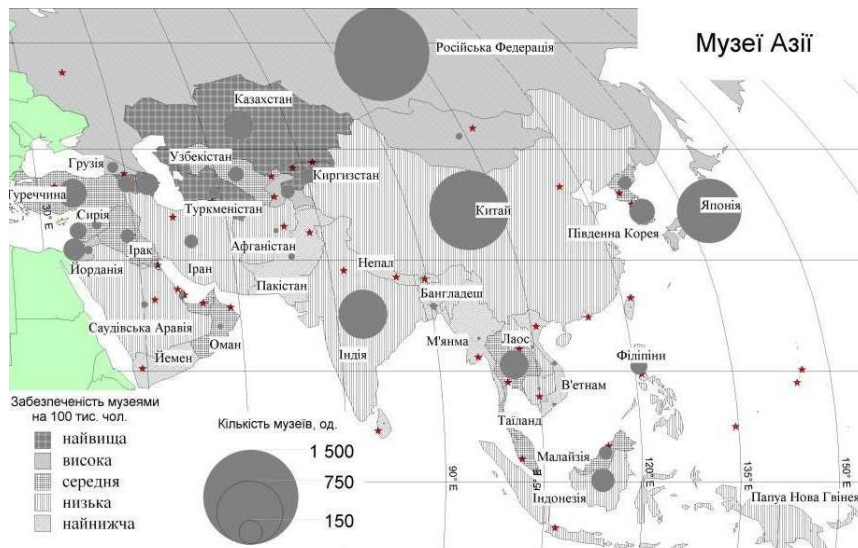 Музеї Азії
Російська Федерація
Казахстан
Узбекістан
Грузія
Киргизстан
Туреччина
Туркменістан
Китай
Японія
Сирія
30° E
Південна Корея
Афганістан
Ірак
Непал
Йорданія
Іран
Пакістан
Бангладеш
Саудівська Аравія
М'янма
Лаос
Оман
Індія
Філіпіни
Йемен
В'єтнам
Таїланд
Малайзія
Індонезія
Папуа Нова Гвінея
90° E
120° E
135° E
150° E
Забезпеченість музеями
на 100 тис. чол.
найвища
висока
середня
низька
найнижча
Кількість музеїв, од.
1 500
750
150